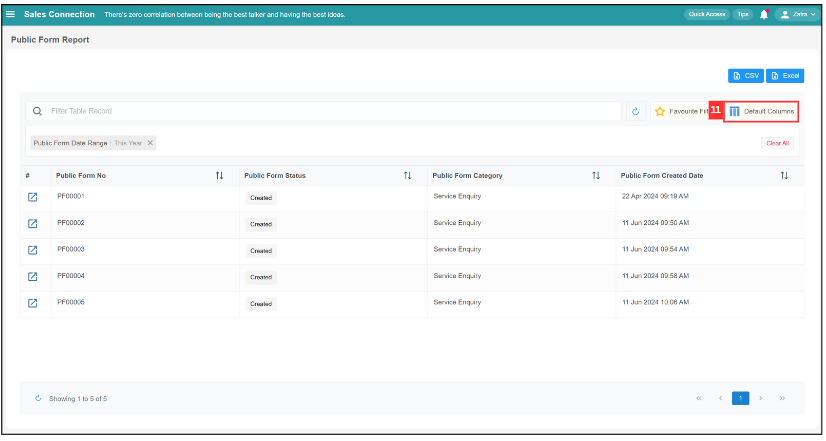 Sales Connection There's zero correlation between being the best talker and having the best ideas. Quick Access Tips Zafra
Public Form Report
CSV Excel
Filter Table Record Favourite Fil 11 Default Columns
Public Form Date Range : This Year Clear All
# Public Form No Public Form Status Public Form Category Public Form Created Date
PF00001 Created Service Enquiry 22 Apr 2024 09:19 AM
PF00002 Created Service Enquiry 11 Jun 2024 09:50 AM
PF00003 Created Service Enquiry 11 Jun 2024 09:54 AM
PF00004 Created Service Enquiry 11 Jun 2024 09:58 AM
PF00005 Created Service Enquiry 11 Jun 2024 10:06 AM
Showing 1 to 5 of 5 1